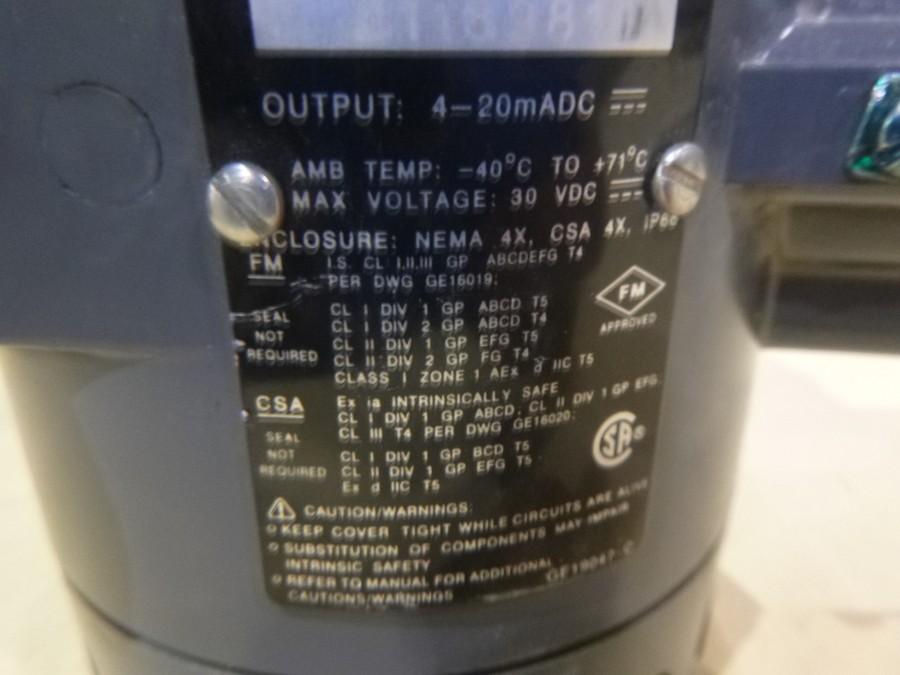 OUTPUT: 4-20mADC
AMB TEMP: -40°C TO +71°C
MAX VOLTAGE: 30 VDC
ENCLOSURE: NEMA 4X, CSA 4X, IP66
FM
I.S. CL I,II,III GP ABCDEFG T4
PER DWG GE16019;
SEAL
NOT
REQUIRED
CL I DIV 1 GP ABCD T5
CL I DIV 2 GP ABCD T4
CL II DIV 1 GP EFG T5
CL II DIV 2 GP FG T4
CLASS I ZONE 1 AEx d IIC T5
FM
APPROVED
CSA
Ex ia INTRINSICALLY SAFE
CL I DIV 1 GP ABCD, CL II DIV 1 GP EFG,
CL III T4 PER DWG GE16020;
SEAL
NOT
REQUIRED
CL I DIV 1 GP BCD T5
CL II DIV 1 GP EFG T5
Ex d IIC T5
SA®
⚠ CAUTION/WARNINGS:
o KEEP COVER TIGHT WHILE CIRCUITS ARE ALIVE
o SUBSTITUTION OF COMPONENTS MAY IMPAIR
INTRINSIC SAFETY
o REFER TO MANUAL FOR ADDITIONAL
CAUTIONS/WARNINGS
GE19047-C